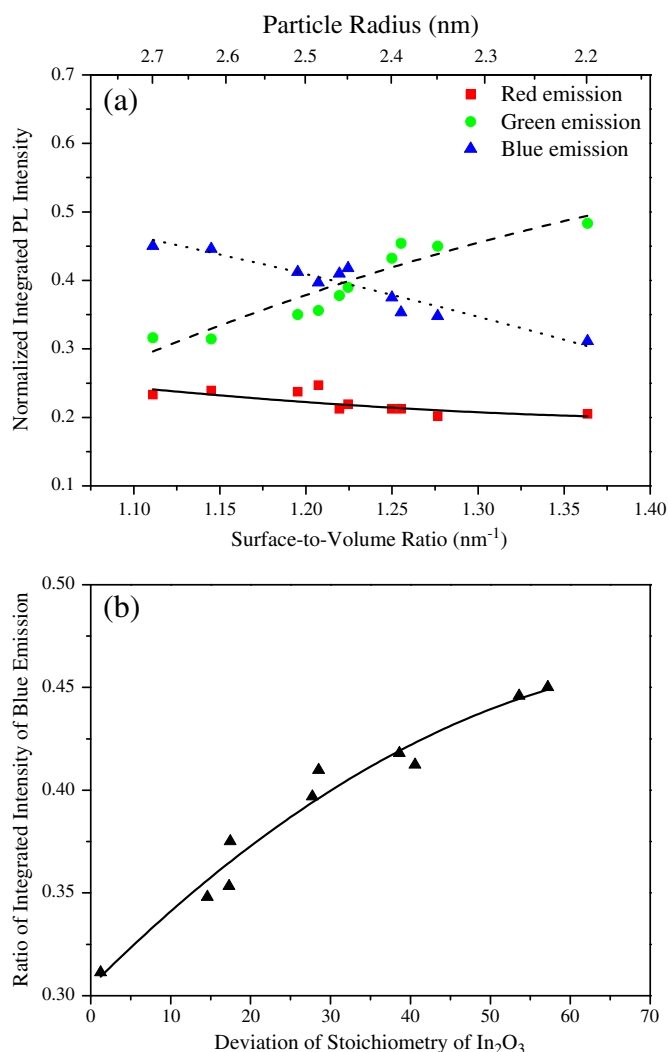 Particle Radius (nm)
2.7 2.6 2.5 2.4 2.3 2.2
(a)
Red emission
Green emission
Blue emission
Normalized Integrated PL Intensity
0.7
0.6
0.5
0.4
0.3
0.2
0.1
1.10 1.15 1.20 1.25 1.30 1.35 1.40
Surface-to-Volume Ratio (nm⁻¹)
(b)
Ratio of Integrated Intensity of Blue Emission
0.50
0.45
0.40
0.35
0.30
0 10 20 30 40 50 60 70
Deviation of Stoichiometry of In₂O₃